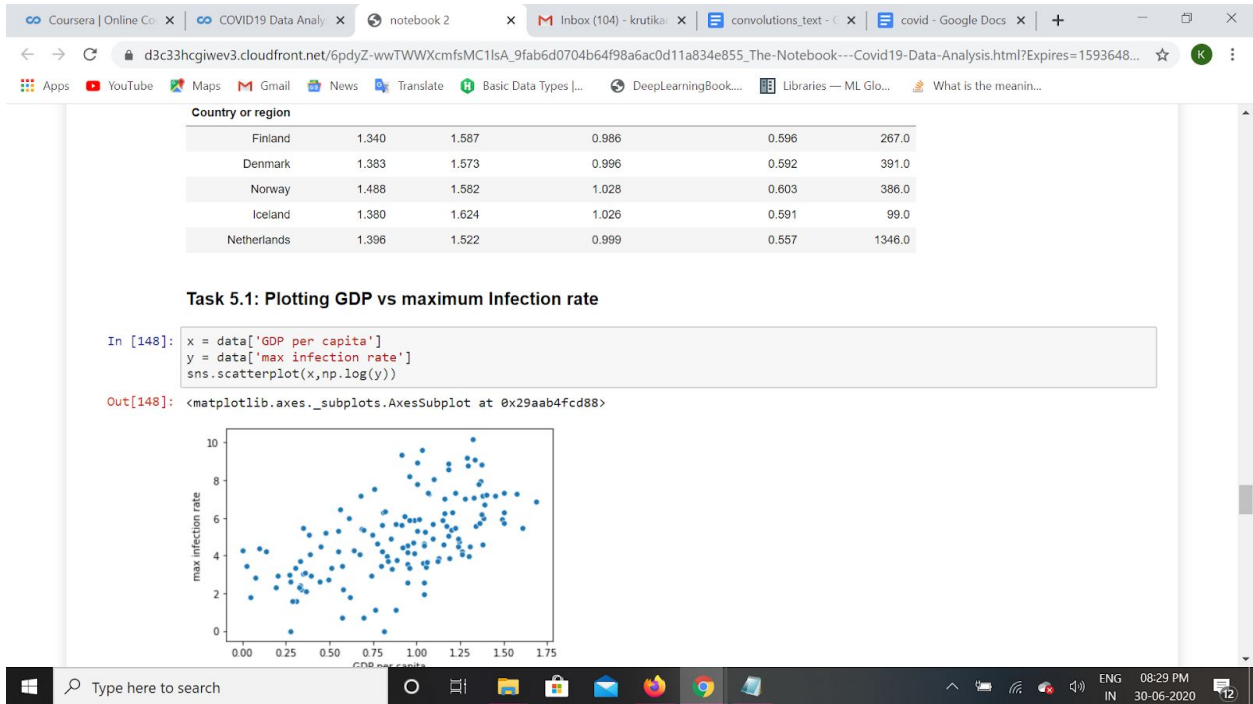 Coursera | Online Co
COVID19 Data Analy
notebook 2
Inbox (104) - krutika
convolutions_text - G
covid - Google Docs
d3c33hcgiwev3.cloudfront.net/6pdyZ-wwTWWXcmfsMC1lsA_9fab6d0704b64f98a6ac0d11a834e855_The-Notebook---Covid19-Data-Analysis.html?Expires=1593648...
K
Apps YouTube Maps Gmail News Translate Basic Data Types |... DeepLearningBook.... Libraries — ML Glo... What is the meanin...
Country or region
Finland 1.340 1.587 0.986 0.596 267.0
Denmark 1.383 1.573 0.996 0.592 391.0
Norway 1.488 1.582 1.028 0.603 386.0
Iceland 1.380 1.624 1.026 0.591 99.0
Netherlands 1.396 1.522 0.999 0.557 1346.0
Task 5.1: Plotting GDP vs maximum Infection rate
In [148]: x = data['GDP per capita']
y = data['max infection rate']
sns.scatterplot(x,np.log(y))
Out[148]: <matplotlib.axes._subplots.AxesSubplot at 0x29aab4fcd88>
max infection rate
10
8
6
4
2
0
0.00 0.25 0.50 0.75 1.00 1.25 1.50 1.75
GDP per capita
Type here to search
ENG
IN
08:29 PM
30-06-2020
12